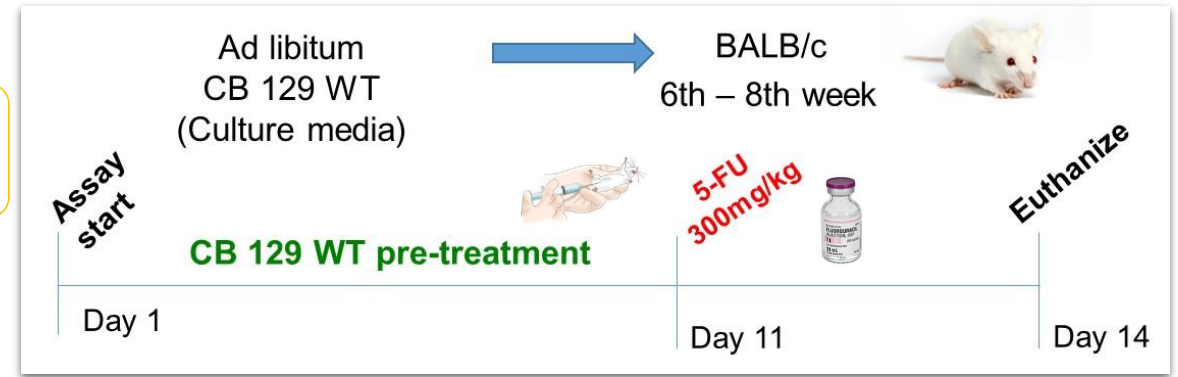 Ad libitum
CB 129 WT
(Culture media)
BALB/c
6th – 8th week
Assay
start
CB 129 WT pre-treatment
5-FU
300mg/kg
FLUOROURACIL
Euthanize
Day 1
Day 11
Day 14